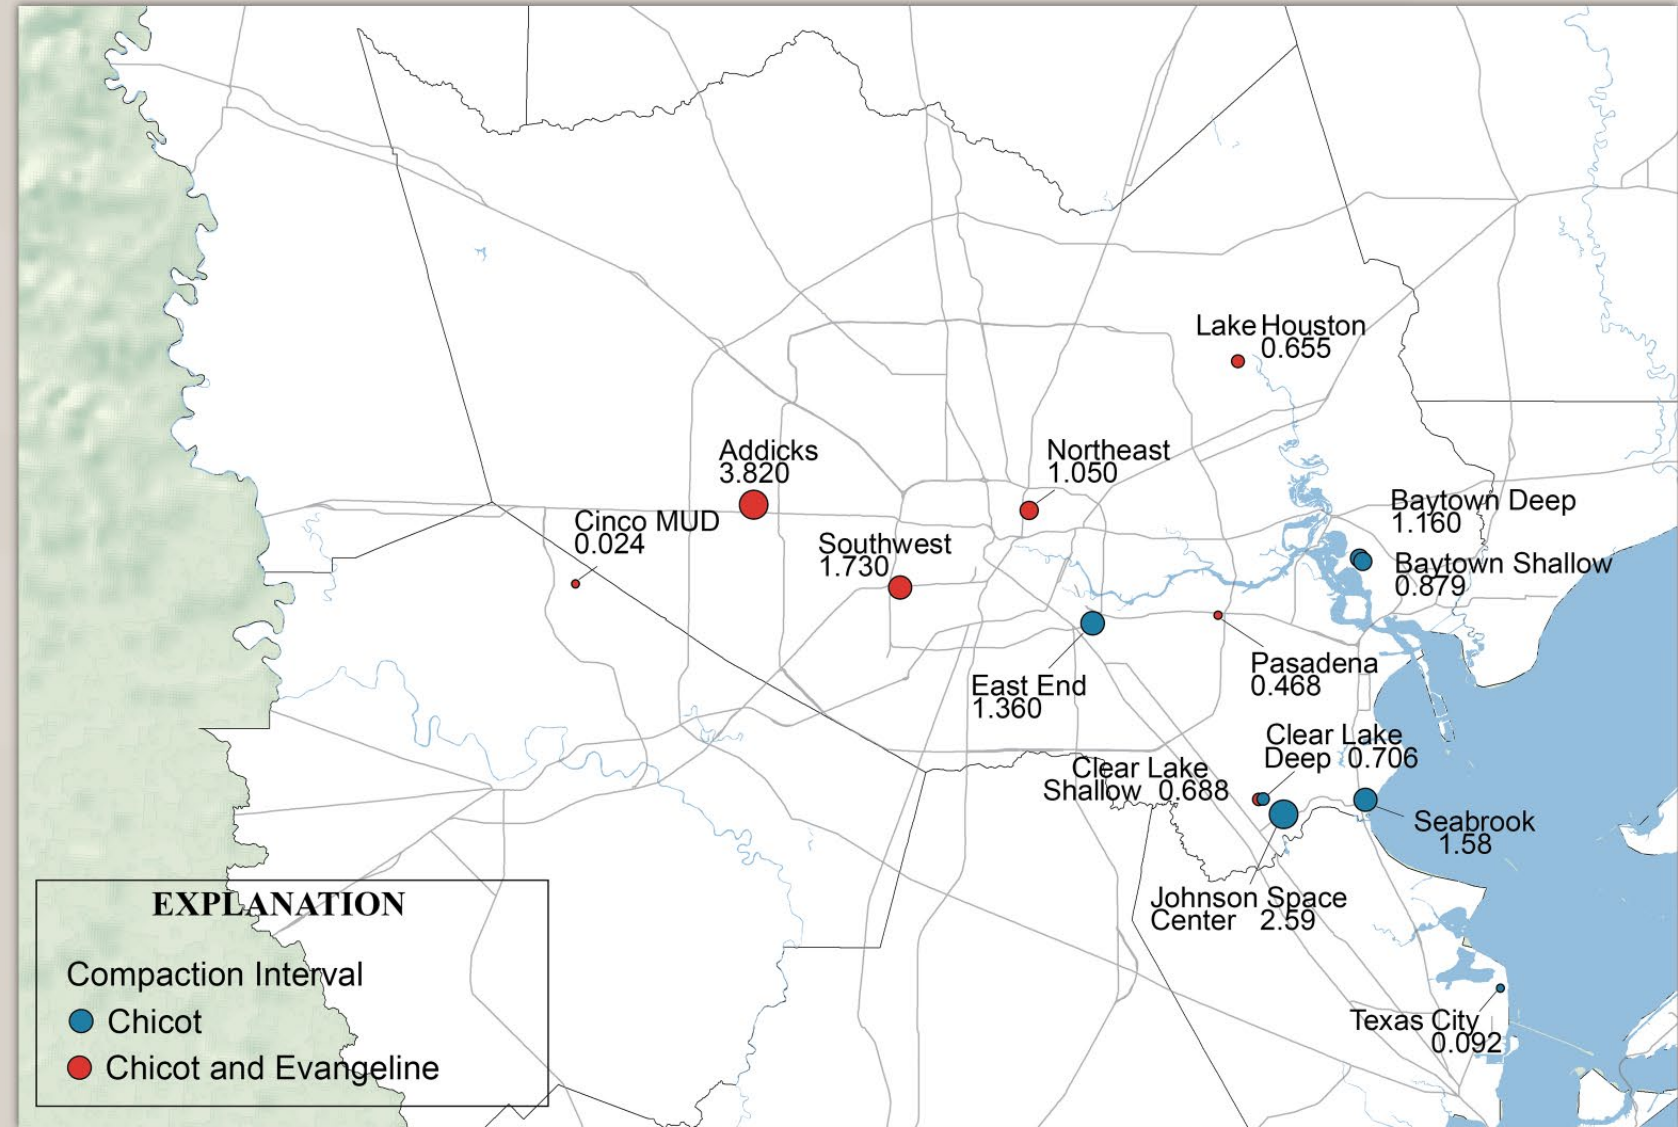 Lake Houston
0.655
Addicks
3.820
Northeast
1.050
Cinco MUD
0.024
Southwest
1.730
Baytown Deep
1.160
Baytown Shallow
0.879
East End
1.360
Pasadena
0.468
Clear Lake
Deep 0.706
Clear Lake
Shallow 0.688
Seabrook
1.58
Johnson Space
Center 2.59
Texas City
0.092
EXPLANATION
Compaction Interval
Chicot
Chicot and Evangeline